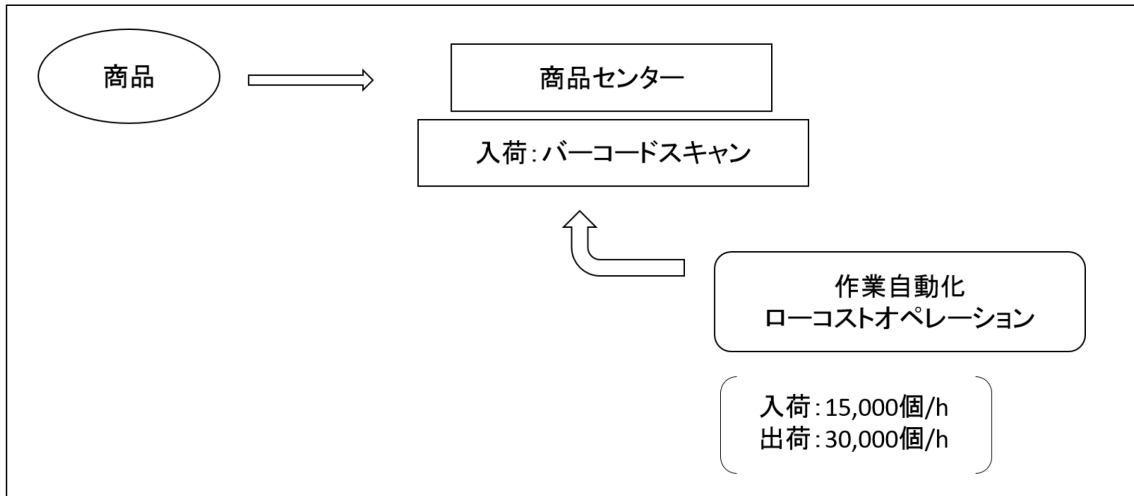 商品
商品センター
入荷：バーコードスキャン
作業自動化
ローコストオペレーション
入荷：15,000個/h
出荷：30,000個/h